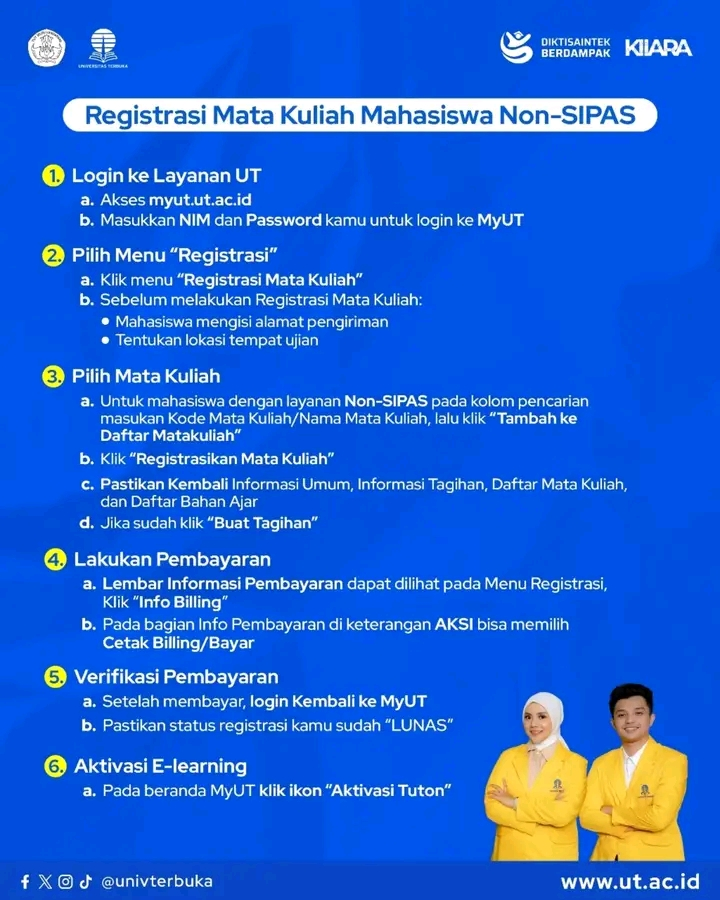 UNIVERSITAS TERBUKA
DIKTISAINTEK
BERDAMPAK
Registrasi Mata Kuliah Mahasiswa Non-SIPAS
1. Login ke Layanan UT
a. Akses myut.ut.ac.id
b. Masukkan NIM dan Password kamu untuk login ke MyUT
2. Pilih Menu “Registrasi”
a. Klik menu “Registrasi Mata Kuliah”
b. Sebelum melakukan Registrasi Mata Kuliah:
• Mahasiswa mengisi alamat pengiriman
• Tentukan lokasi tempat ujian
3. Pilih Mata Kuliah
a. Untuk mahasiswa dengan layanan Non-SIPAS pada kolom pencarian
masukan Kode Mata Kuliah/Nama Mata Kuliah, lalu klik “Tambah ke
Daftar Matakuliah”
b. Klik “Registrasikan Mata Kuliah”
c. Pastikan Kembali Informasi Umum, Informasi Tagihan, Daftar Mata Kuliah,
dan Daftar Bahan Ajar
d. Jika sudah klik “Buat Tagihan”
4. Lakukan Pembayaran
a. Lembar Informasi Pembayaran dapat dilihat pada Menu Registrasi,
Klik “Info Billing”
b. Pada bagian Info Pembayaran di keterangan AKSI bisa memilih
Cetak Billing/Bayar
5. Verifikasi Pembayaran
a. Setelah membayar, login Kembali ke MyUT
b. Pastikan status registrasi kamu sudah “LUNAS”
6. Aktivasi E-learning
a. Pada beranda MyUT klik ikon “Aktivasi Tuton”
@univterbuka
www.ut.ac.id